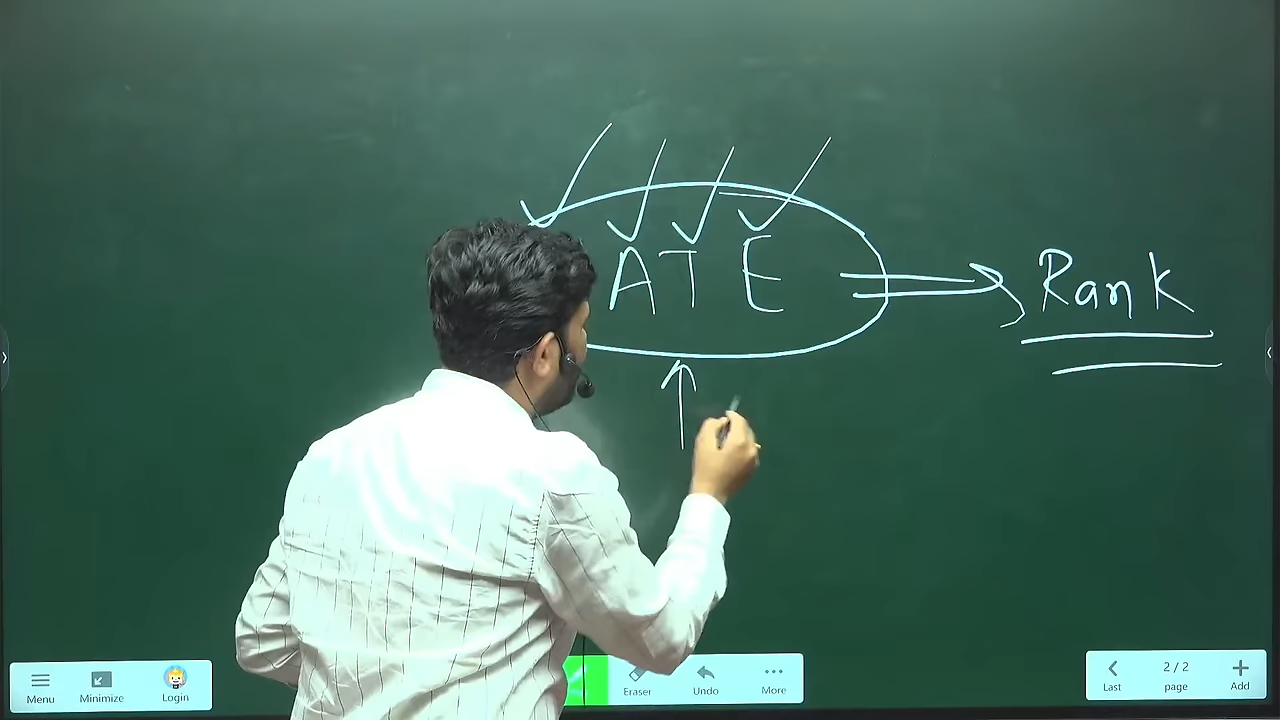 ATE
Rank
Menu
Minimize
Login
Eraser
Undo
More
Last
2/2
page
Add